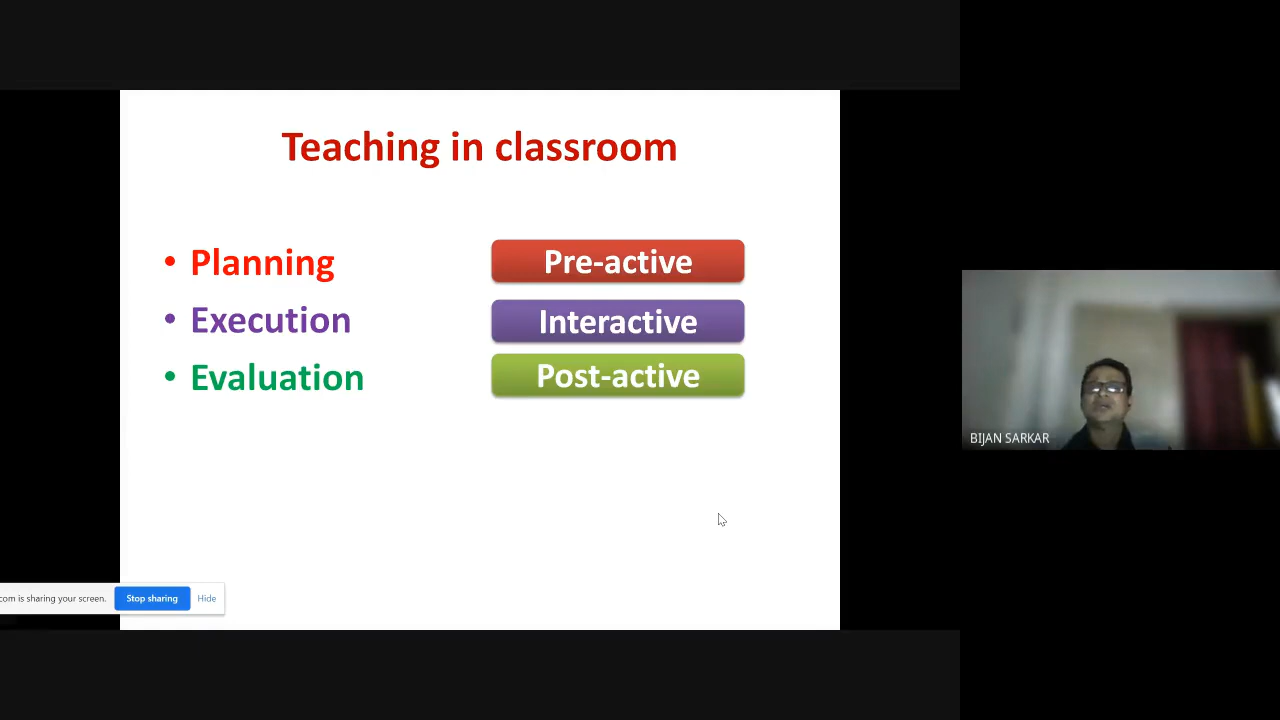 Teaching in classroom
• Planning
Pre-active
• Execution
Interactive
• Evaluation
Post-active
BIJAN SARKAR
com is sharing your screen.
Stop sharing
Hide